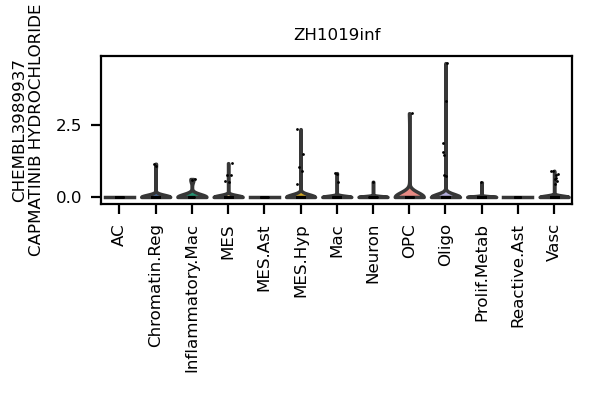 ZH1019inf
CHEMBL3989937
CAPMATINIB HYDROCHLORIDE
2.5
0.0
AC
Chromatin.Reg
Inflammatory.Mac
MES
MES.Ast
MES.Hyp
Mac
Neuron
OPC
Oligo
Prolif.Metab
Reactive.Ast
Vasc